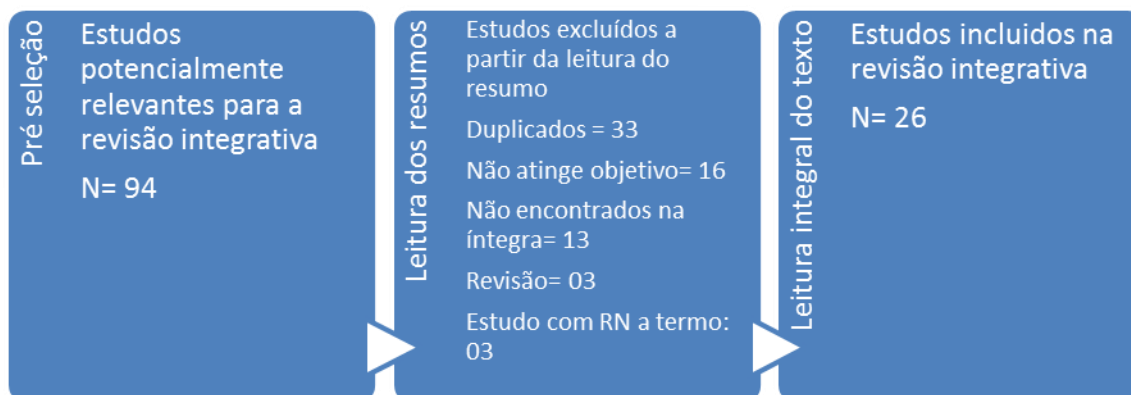 Pré seleção
Estudos
potencialmente
relevantes para a
revisão integrativa
N= 94
Leitura dos resumos
Estudos excluídos a
partir da leitura do
resumo
Duplicados = 33
Não atinge objetivo= 16
Não encontrados na
íntegra= 13
Revisão= 03
Estudo com RN a termo:
03
Leitura integral do texto
Estudos incluidos na
revisão integrativa
N= 26